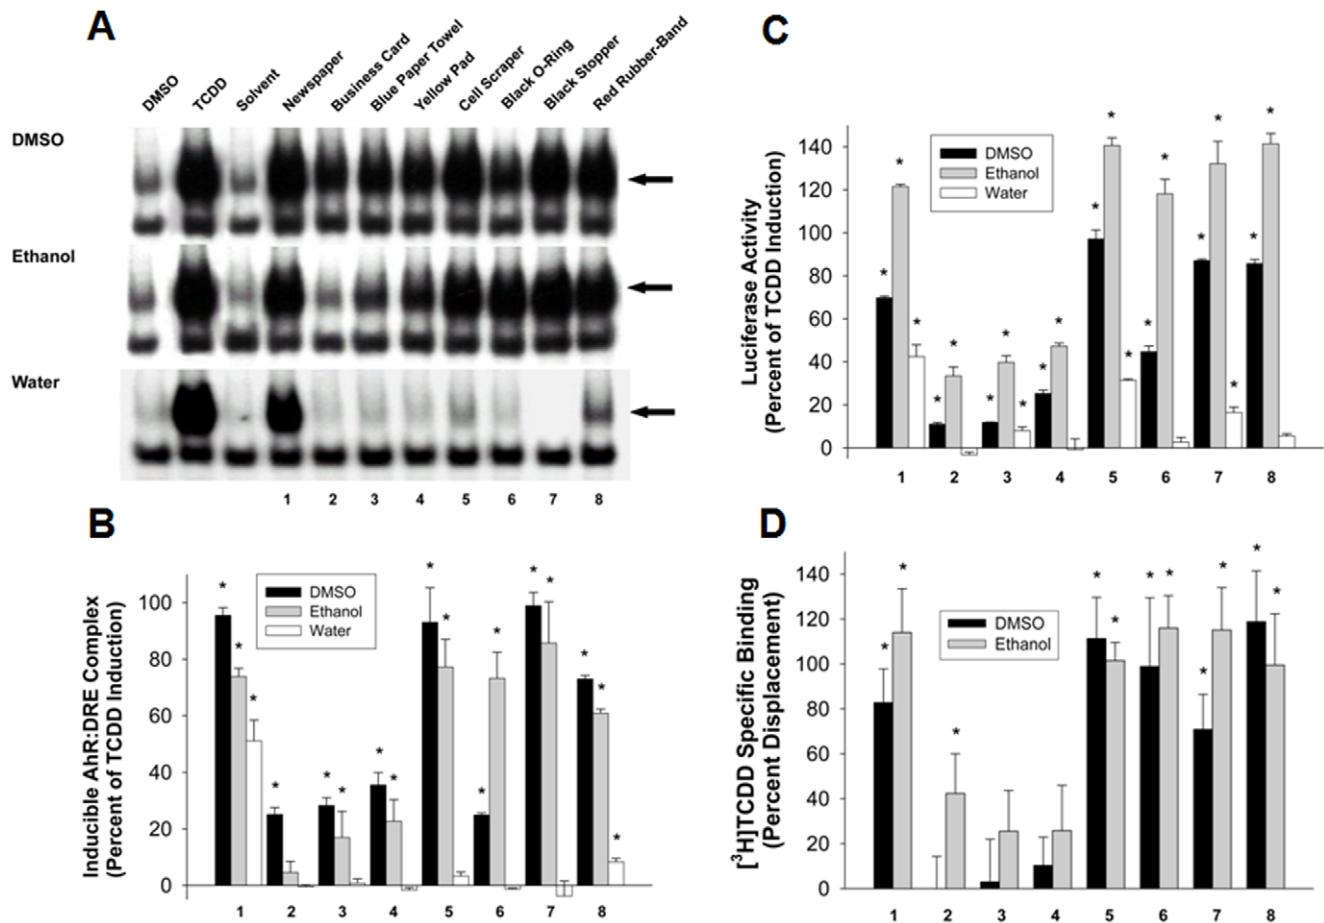 A
DMSO
TCDD
Solvent
Newspaper
Business Card
Blue Paper Towel
Yellow Pad
Cell Scraper
Black O-Ring
Black Stopper
Red Rubber-Band
DMSO
Ethanol
Water
1 2 3 4 5 6 7 8
B
Inducible AhR:DRE Complex
(Percent of TCDD Induction)
100
80
60
40
20
0
* * * * * * * * * * * * * * * *
DMSO
Ethanol
Water
1 2 3 4 5 6 7 8
C
Luciferase Activity
(Percent of TCDD Induction)
140
120
100
80
60
40
20
0
* * * * * * * * * * * * * * * * * * * *
DMSO
Ethanol
Water
1 2 3 4 5 6 7 8
D
[³H]TCDD Specific Binding
(Percent Displacement)
140
120
100
80
60
40
20
0
* * * * * * * * * * *
DMSO
Ethanol
1 2 3 4 5 6 7 8